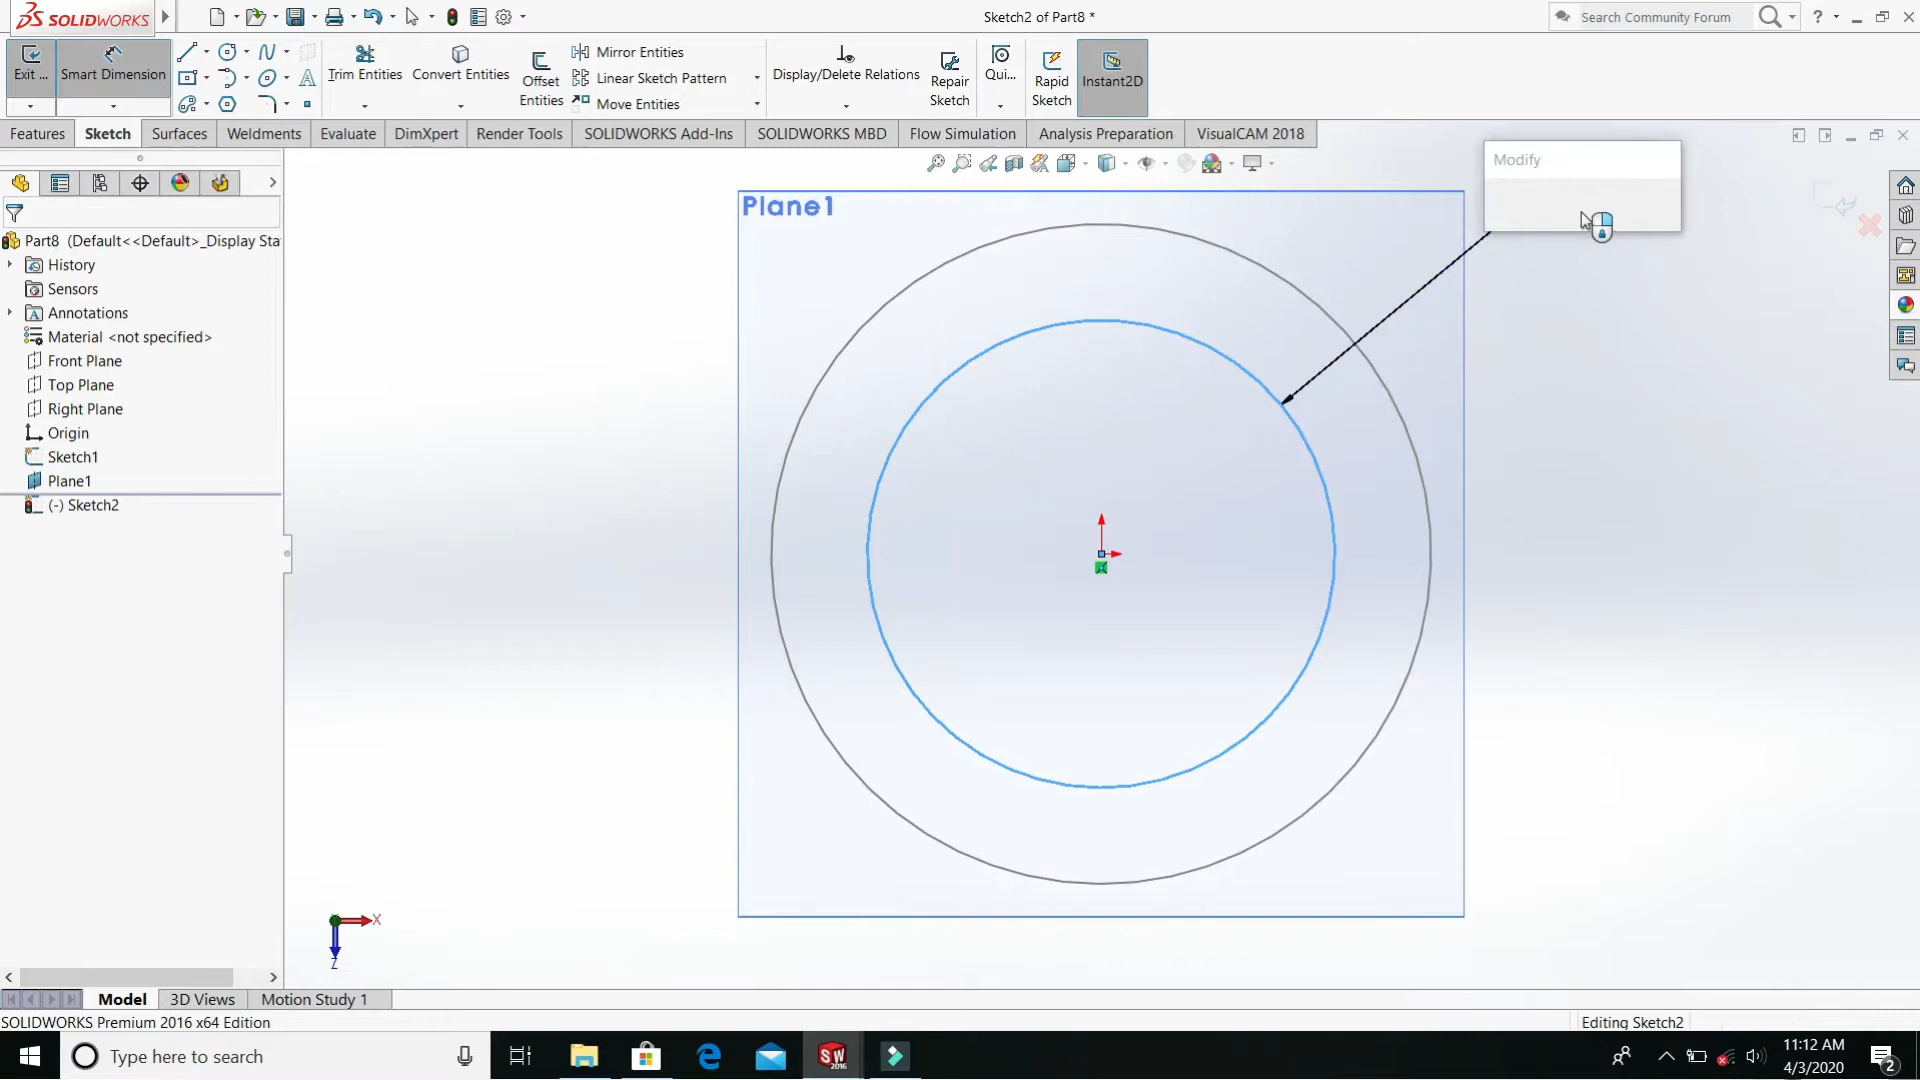 SOLIDWORKS
Sketch2 of Part8 *
Search Community Forum
?
Exit ...
Smart Dimension
Trim Entities
Convert Entities
Offset
Entities
Mirror Entities
Linear Sketch Pattern
Move Entities
Display/Delete Relations
Repair
Sketch
Qui...
Rapid
Sketch
Instant2D
Features
Sketch
Surfaces
Weldments
Evaluate
DimXpert
Render Tools
SOLIDWORKS Add-Ins
SOLIDWORKS MBD
Flow Simulation
Analysis Preparation
VisualCAM 2018
Modify
Plane1
Part8 (Default<<Default>_Display Sta
History
Sensors
Annotations
Material <not specified>
Front Plane
Top Plane
Right Plane
Origin
Sketch1
Plane1
(-) Sketch2
X
Z
Model
3D Views
Motion Study 1
SOLIDWORKS Premium 2016 x64 Edition
Editing Sketch2
Type here to search
SW
2016
11:12 AM
4/3/2020
2